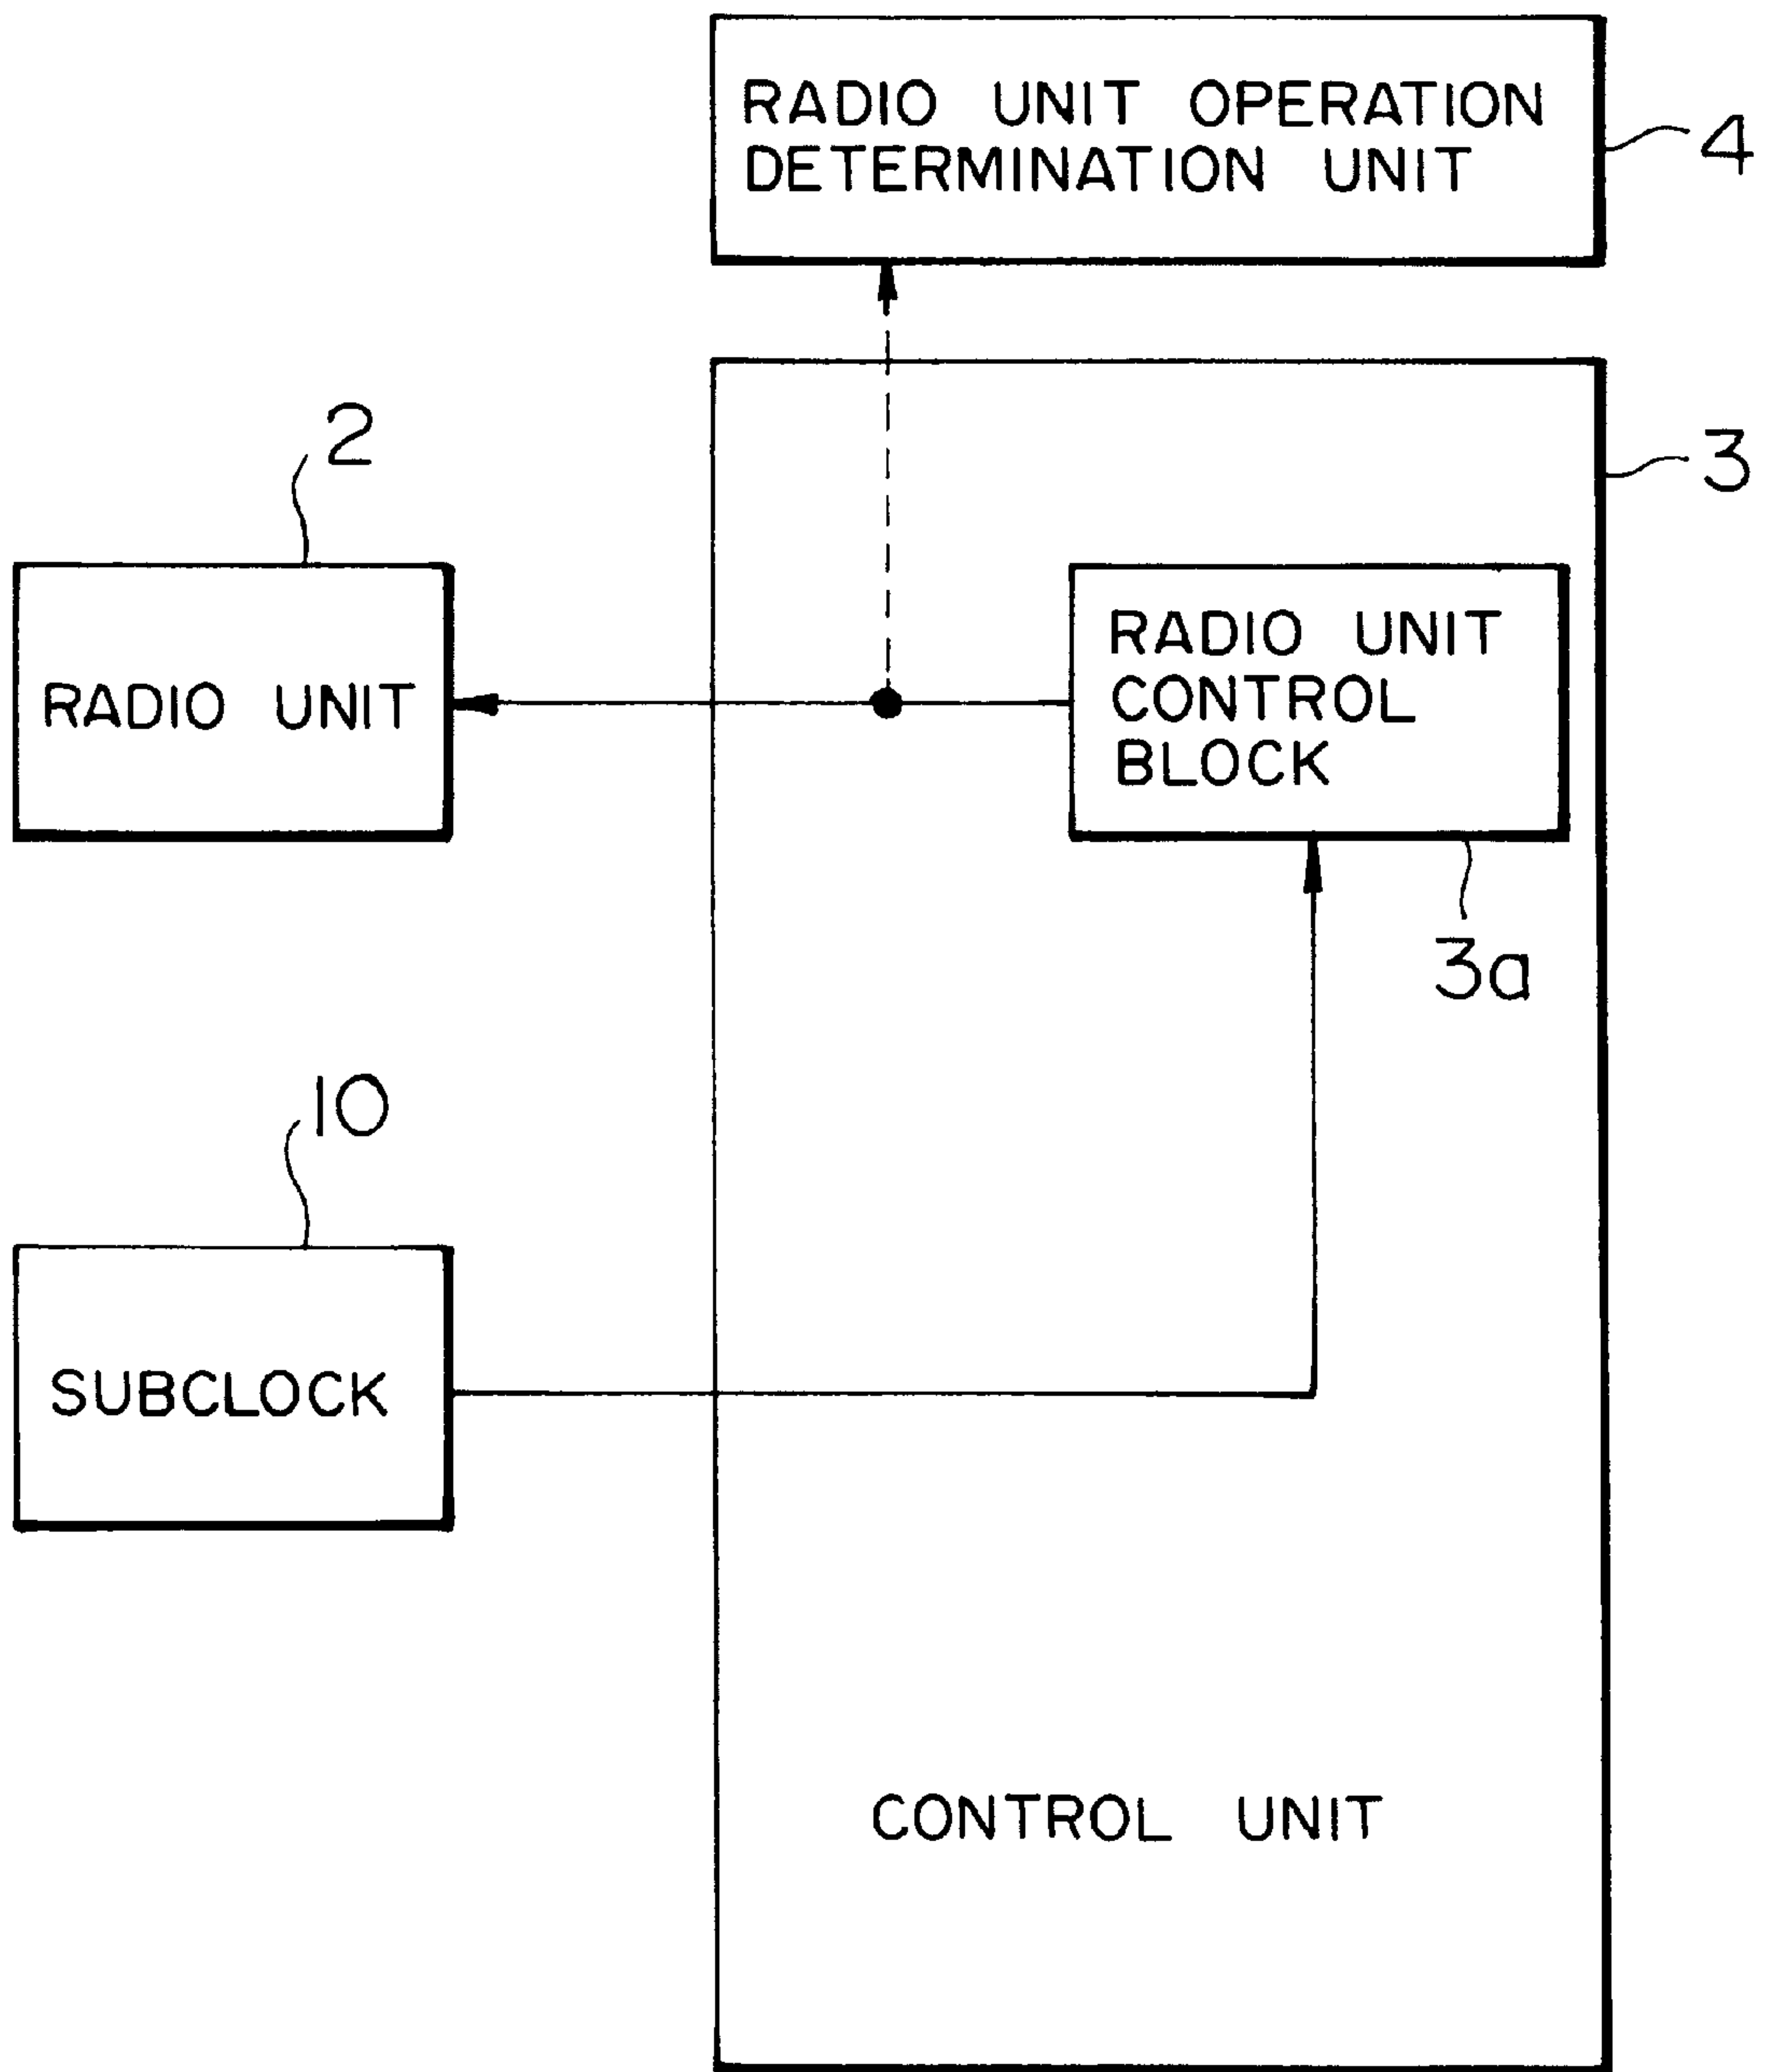 RADIO UNIT OPERATION
DETERMINATION UNIT
4
2
3
RADIO UNIT
RADIO UNIT
CONTROL
BLOCK
3a
10
SUBCLOCK
CONTROL UNIT